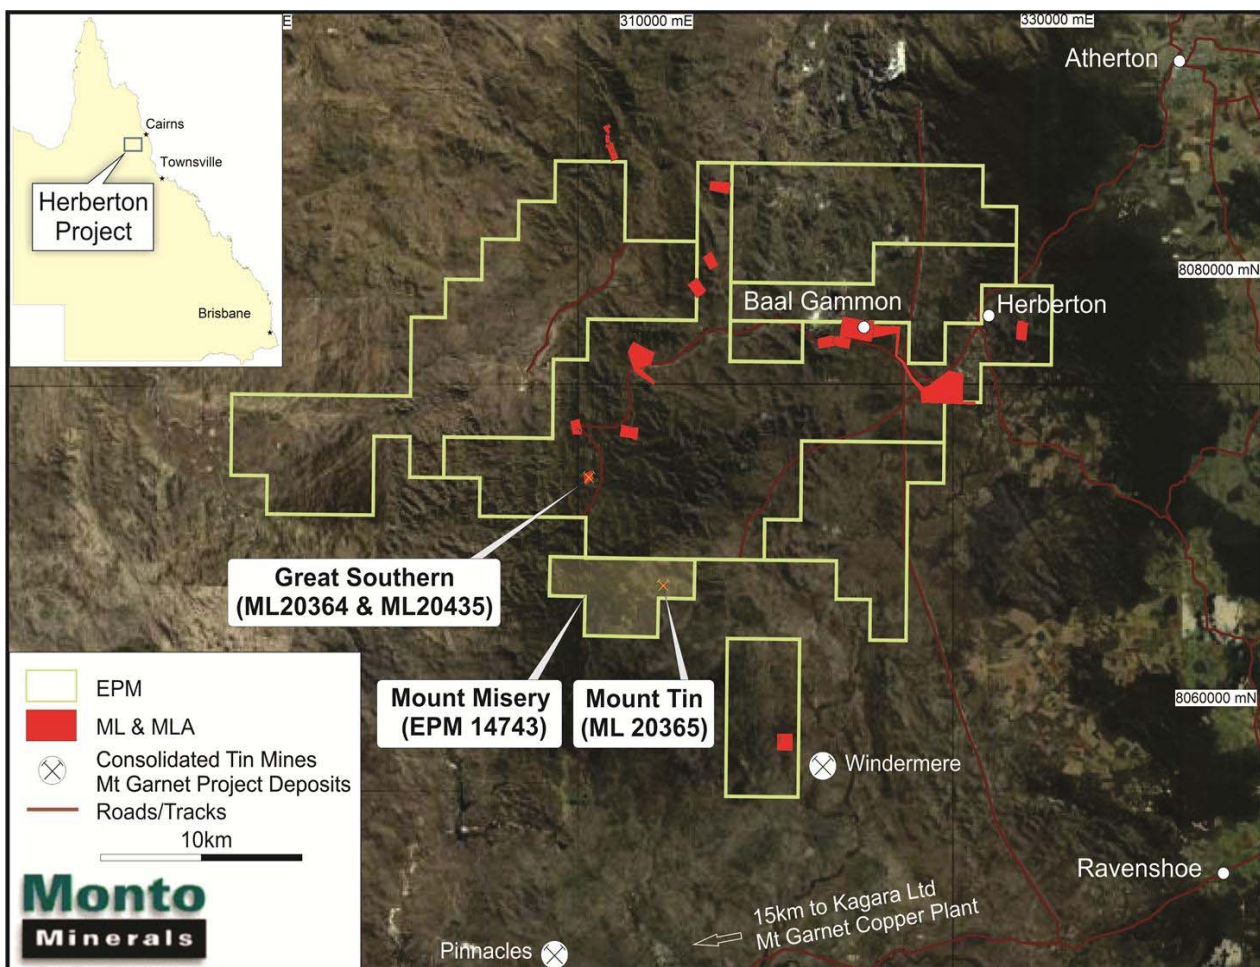 E
310000 mE
330000 mE
Atherton
Cairns
Townsville
Herberton
Project
Brisbane
8080000 mN
Baal Gammon
Herberton
Great Southern
(ML20364 & ML20435)
Mount Misery
(EPM 14743)
Mount Tin
(ML 20365)
8060000 mN
EPM
ML & MLA
Consolidated Tin Mines
Mt Garnet Project Deposits
Roads/Tracks
10km
Windermere
Ravenshoe
15km to Kagara Ltd
Mt Garnet Copper Plant
Monto
Minerals
Pinnacles